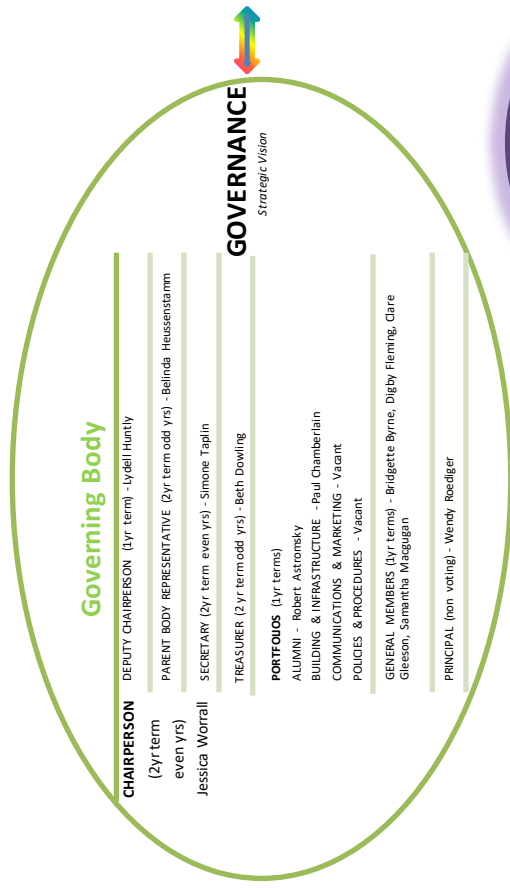 Governing Body
CHAIRPERSON
(2yr term
even yrs)
Jessica Worrall
DEPUTY CHAIRPERSON (1yr term) - Lydell Huntly
PARENT BODY REPRESENTATIVE (2yr term odd yrs) - Belinda Heussenstamm
SECRETARY (2yr term even yrs) - Simone Taplin
TREASURER (2 yr term odd yrs) - Beth Dowling
PORTFOLIOS (1yr terms)
ALUMNI - Robert Astromsky
BUILDING & INFRASTRUCTURE - Paul Chamberlain
COMMUNICATIONS & MARKETING - Vacant
POLICIES & PROCEDURES - Vacant
GENERAL MEMBERS (1yr terms) - Bridgette Byrne, Digby Fleming, Clare
Gleeson, Samantha Macgugan
PRINCIPAL (non voting) - Wendy Roediger
GOVERNANCE
Strategic Vision